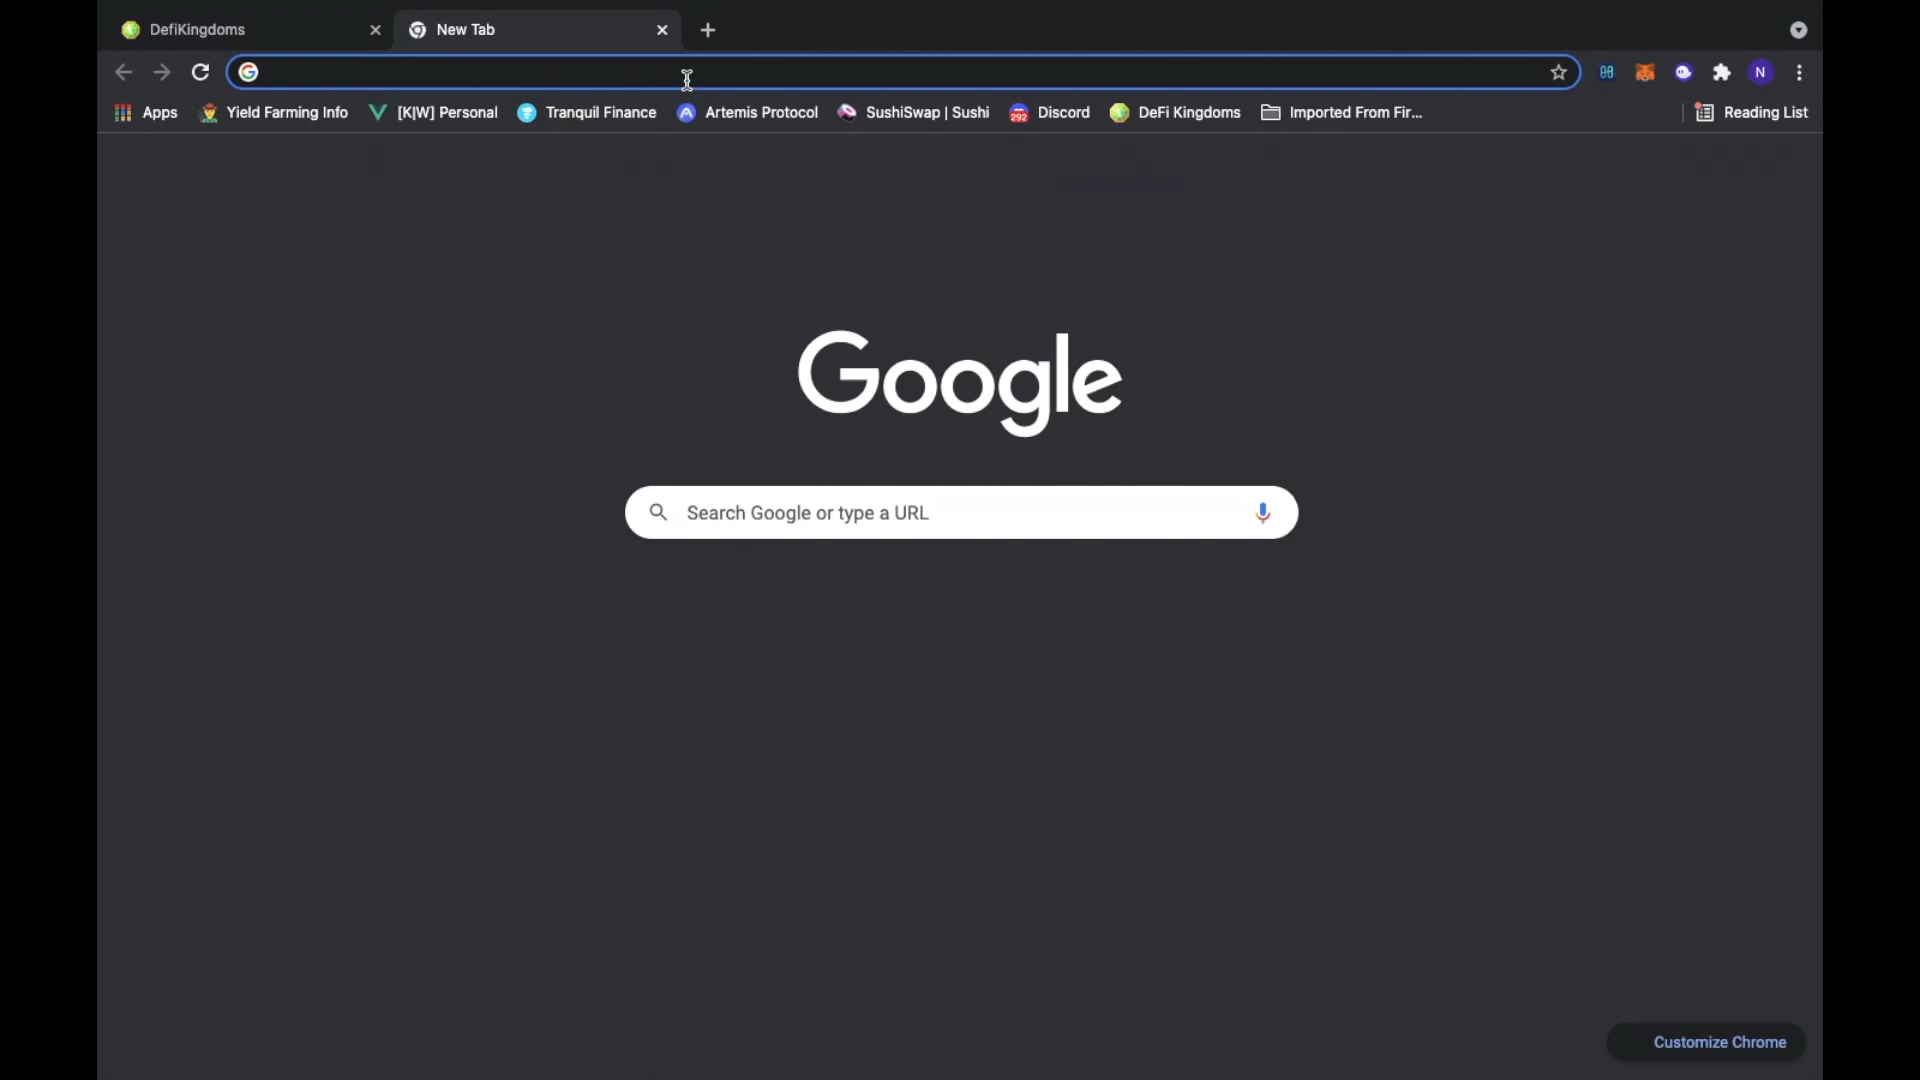 DefiKingdoms
New Tab
N
Apps
Yield Farming Info
[K|W] Personal
Tranquil Finance
Artemis Protocol
SushiSwap | Sushi
292
Discord
DeFi Kingdoms
Imported From Fir...
Reading List
Google
Search Google or type a URL
Customize Chrome